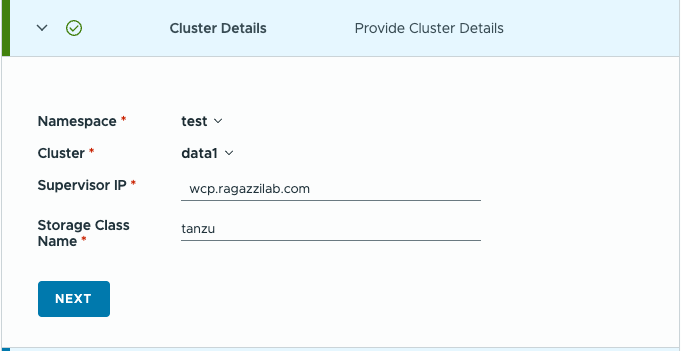 Cluster Details Provide Cluster Details
Namespace * test
Cluster * data1
Supervisor IP * wcp.ragazzilab.com
Storage Class
Name * tanzu
NEXT